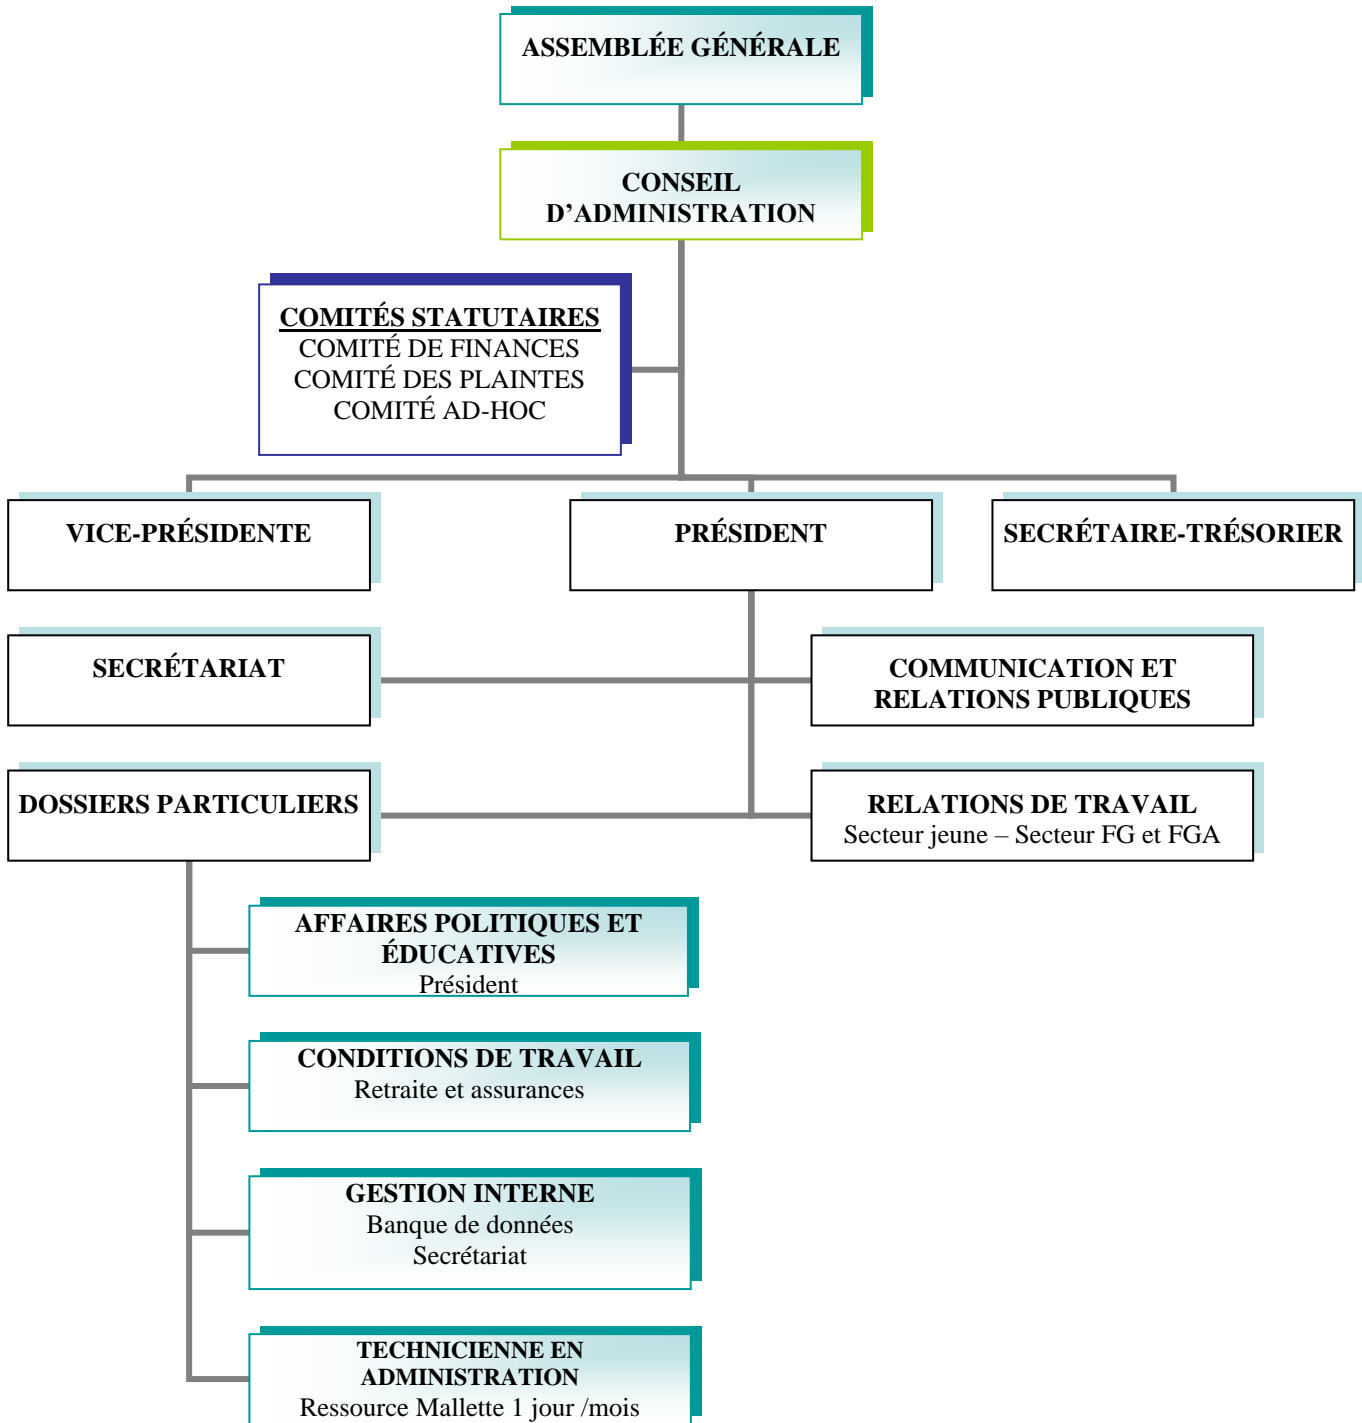 ASSEMBLÉE GÉNÉRALE
CONSEIL
D’ADMINISTRATION
COMITÉS STATUTAIRES
COMITÉ DE FINANCES
COMITÉ DES PLAINTES
COMITÉ AD-HOC
VICE-PRÉSIDENTE
PRÉSIDENT
SECRÉTAIRE-TRÉSORIER
SECRÉTARIAT
COMMUNICATION ET
RELATIONS PUBLIQUES
DOSSIERS PARTICULIERS
RELATIONS DE TRAVAIL
Secteur jeune – Secteur FG et FGA
AFFAIRES POLITIQUES ET
ÉDUCATIVES
Président
CONDITIONS DE TRAVAIL
Retraite et assurances
GESTION INTERNE
Banque de données
Secrétariat
TECHNICIENNE EN
ADMINISTRATION
Ressource Mallette 1 jour /mois